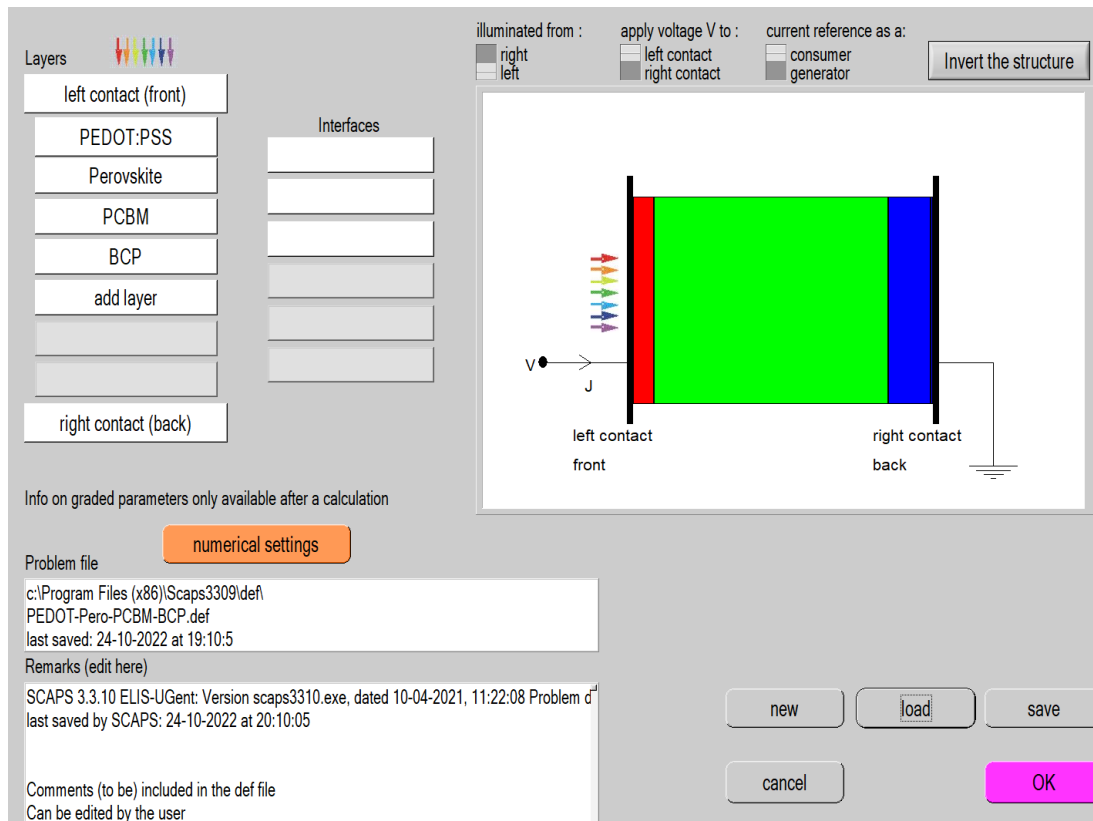 Layers
left contact (front)
PEDOT:PSS
Perovskite
PCBM
BCP
add layer
right contact (back)
Interfaces
illuminated from :
right
left
apply voltage V to :
left contact
right contact
current reference as a:
consumer
generator
Invert the structure
V
J
left contact
front
right contact
back
Info on graded parameters only available after a calculation
numerical settings
Problem file
c:\Program Files (x86)\Scaps3309\def\
PEDOT-Pero-PCBM-BCP.def
last saved: 24-10-2022 at 19:10:5
Remarks (edit here)
SCAPS 3.3.10 ELIS-UGent: Version scaps3310.exe, dated 10-04-2021, 11:22:08 Problem d
last saved by SCAPS: 24-10-2022 at 20:10:05
Comments (to be) included in the def file
Can be edited by the user
new
load
save
cancel
OK